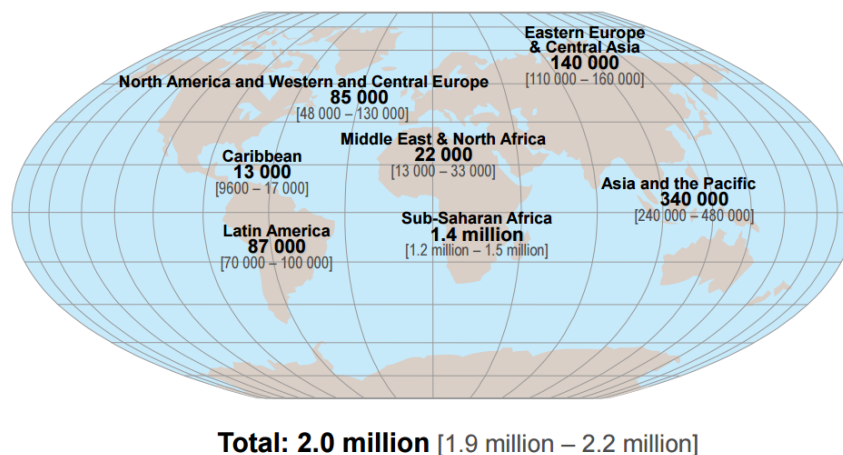 Eastern Europe
& Central Asia
140 000
[110 000 – 160 000]
North America and Western and Central Europe
85 000
[48 000 – 130 000]
Middle East & North Africa
22 000
[13 000 – 33 000]
Caribbean
13 000
[9600 – 17 000]
Asia and the Pacific
340 000
[240 000 – 480 000]
Sub-Saharan Africa
1.4 million
[1.2 million – 1.5 million]
Latin America
87 000
[70 000 – 100 000]
Total: 2.0 million [1.9 million – 2.2 million]